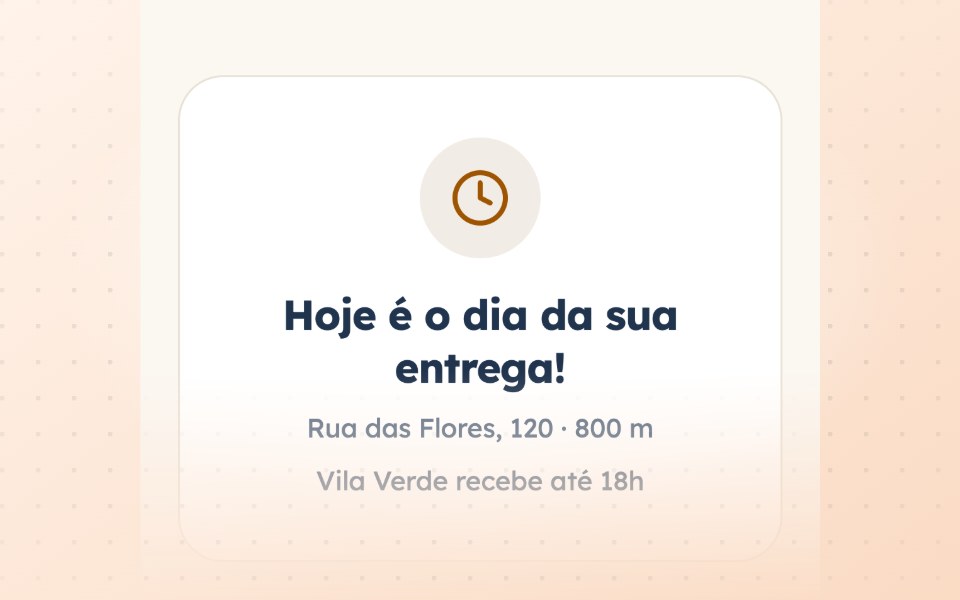 Hoje é o dia da sua
entrega!
Rua das Flores, 120 · 800 m
Vila Verde recebe até 18h